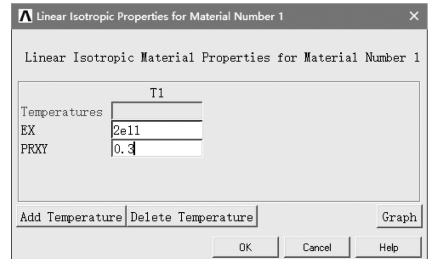 Linear Isotropic Properties for Material Number 1
Linear Isotropic Material Properties for Material Number 1
T1
Temperatures
EX 2e11
PRXY 0.3
Add Temperature Delete Temperature Graph
OK Cancel Help